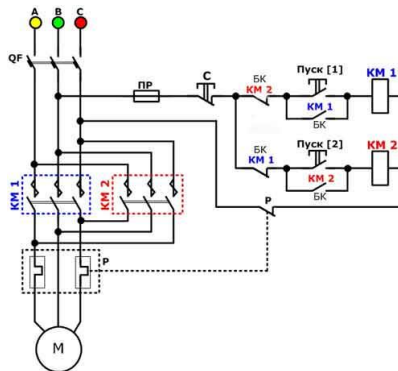 A B C
QF
ПР
С
БК
КМ 2
Пуск [1]
КМ 1
КМ 1
БК
БК
КМ 1
Пуск [2]
КМ 2
КМ 2
БК
КМ 1
КМ 2
Р
Р
М